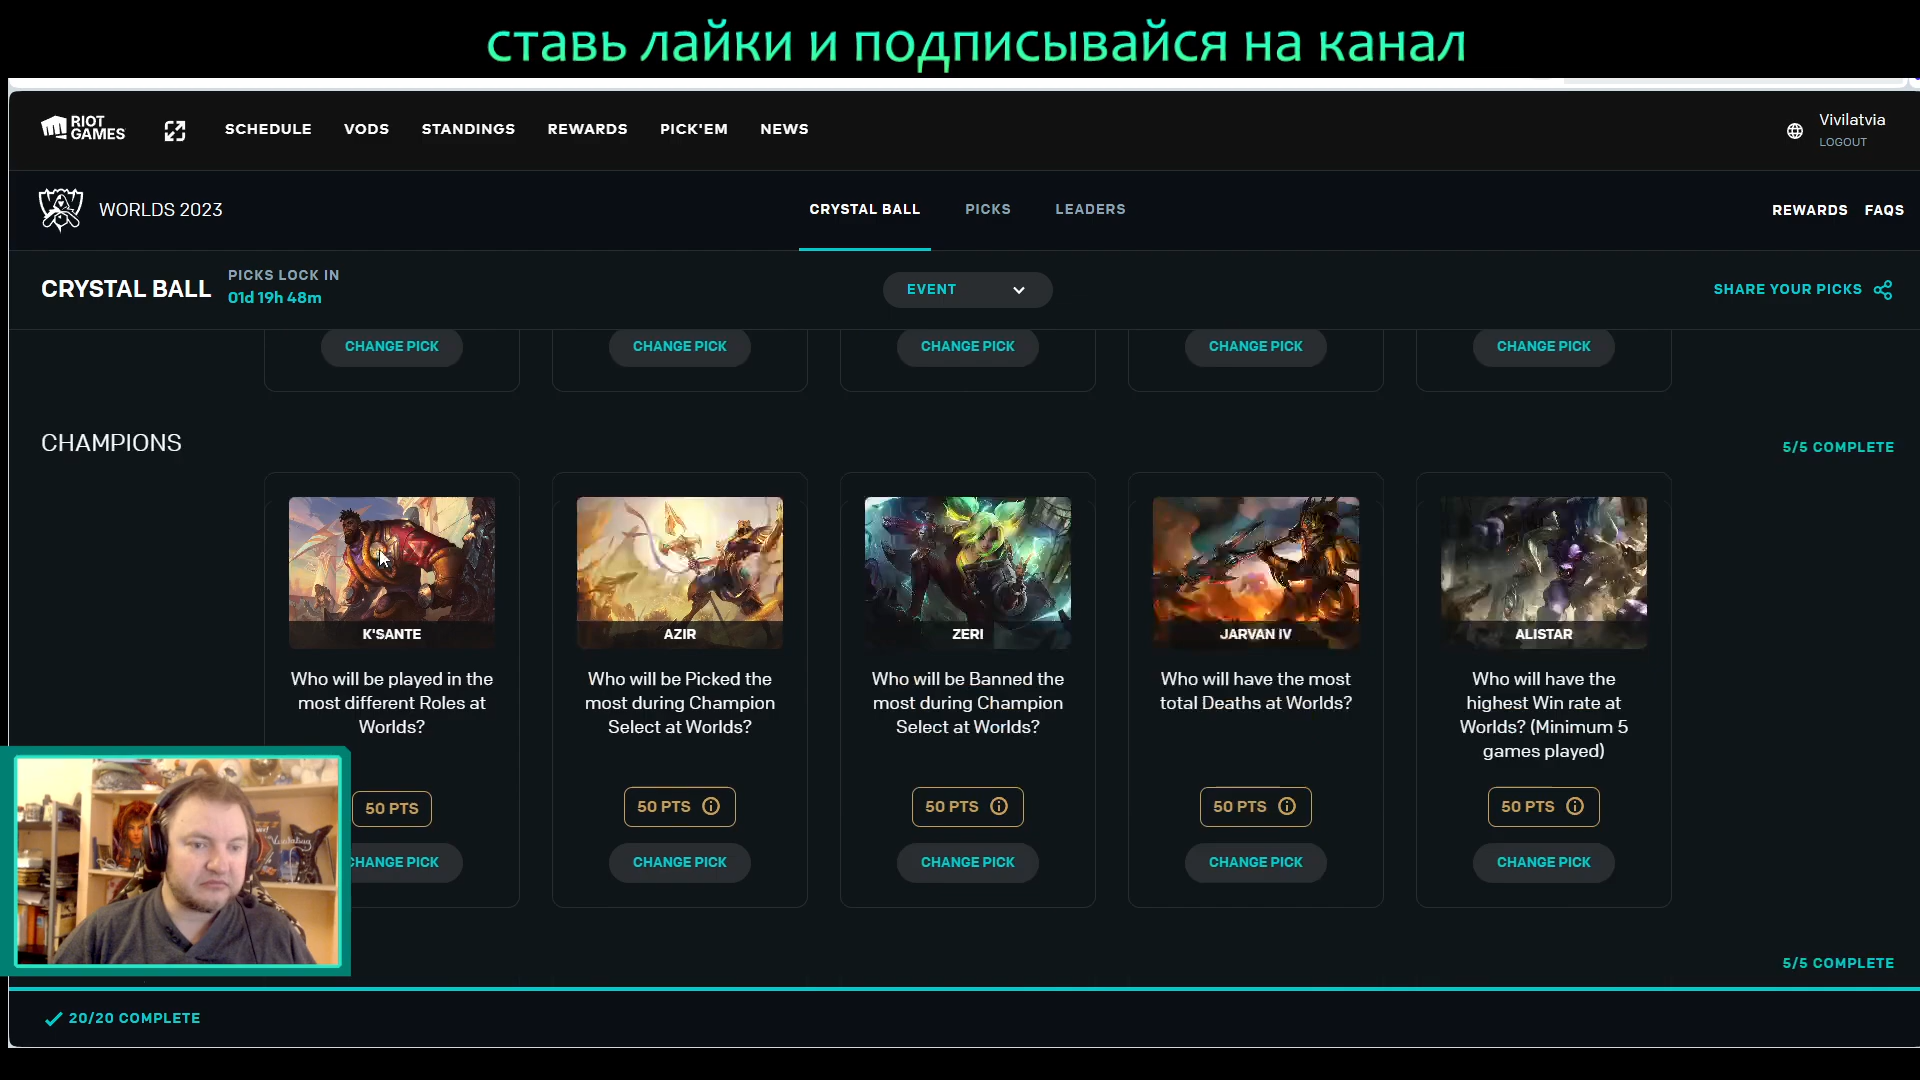 ставь лайки и подписывайся на канал
RIOT GAMES
SCHEDULE VODS STANDINGS REWARDS PICK'EM NEWS
Vivilatvia
LOGOUT
WORLDS 2023
CRYSTAL BALL PICKS LEADERS
REWARDS FAQS
CRYSTAL BALL
PICKS LOCK IN
01d 19h 48m
EVENT
SHARE YOUR PICKS
CHANGE PICK CHANGE PICK CHANGE PICK CHANGE PICK CHANGE PICK
CHAMPIONS
5/5 COMPLETE
K'SANTE
Who will be played in the
most different Roles at
Worlds?
50 PTS
CHANGE PICK
AZIR
Who will be Picked the
most during Champion
Select at Worlds?
50 PTS
CHANGE PICK
ZERI
Who will be Banned the
most during Champion
Select at Worlds?
50 PTS
CHANGE PICK
JARVAN IV
Who will have the most
total Deaths at Worlds?
50 PTS
CHANGE PICK
ALISTAR
Who will have the
highest Win rate at
Worlds? (Minimum 5
games played)
50 PTS
CHANGE PICK
5/5 COMPLETE
20/20 COMPLETE